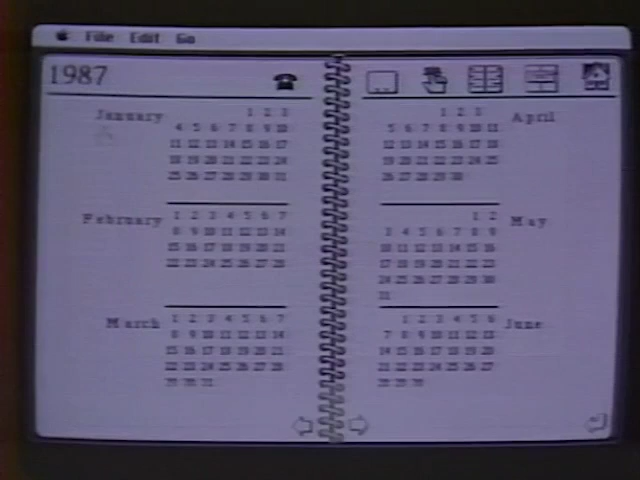 File Edit Go
1987
January
1 2 3
4 5 6 7 8 9 10
11 12 13 14 15 16 17
18 19 20 21 22 23 24
25 26 27 28 29 30 31
February
1 2 3 4 5 6 7
8 9 10 11 12 13 14
15 16 17 18 19 20 21
22 23 24 25 26 27 28
March
1 2 3 4 5 6 7
8 9 10 11 12 13 14
15 16 17 18 19 20 21
22 23 24 25 26 27 28
29 30 31
April
1 2 3
5 6 7 8 9 10 11
12 13 14 15 16 17 18
19 20 21 22 23 24 25
26 27 28 29 30
May
1 2
3 4 5 6 7 8 9
10 11 12 13 14 15 16
17 18 19 20 21 22 23
24 25 26 27 28 29 30
31
June
1 2 3 4 5 6
7 8 9 10 11 12 13
14 15 16 17 18 19 20
21 22 23 24 25 26 27
28 29 30